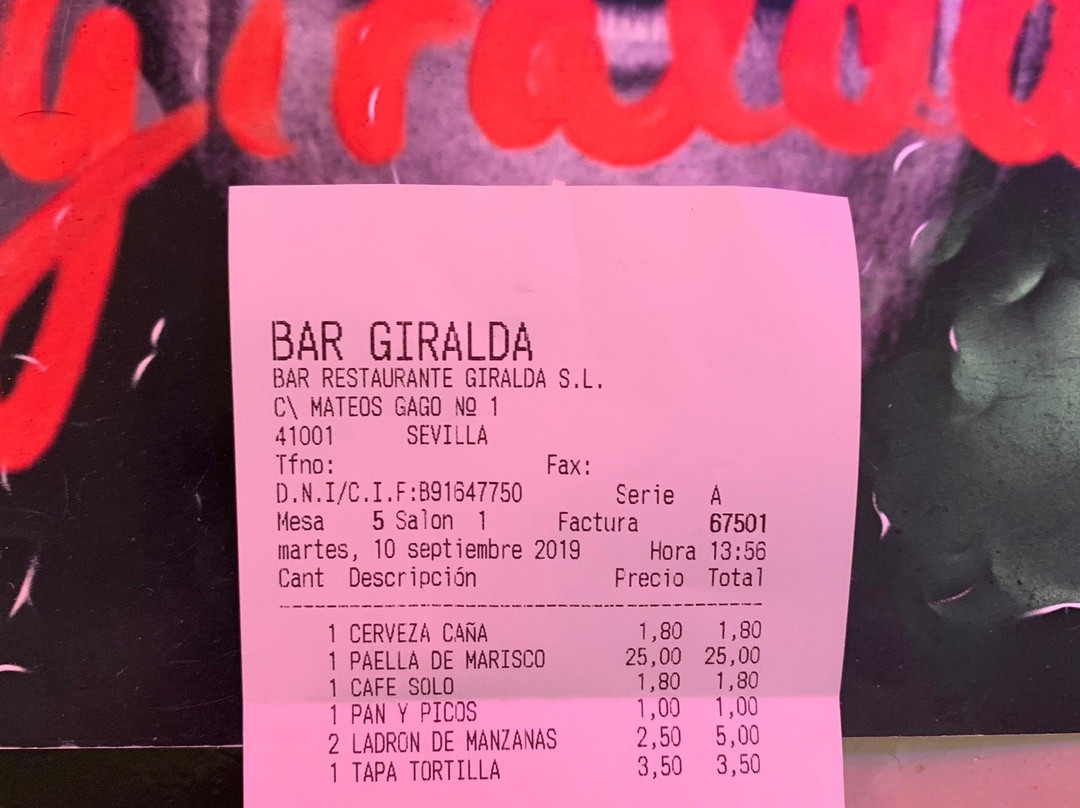 Giralda
BAR GIRALDA
BAR RESTAURANTE GIRALDA S.L.
C\ MATEOS GAGO Nº 1
41001 SEVILLA
Tfno: Fax:
D.N.I/C.I.F:B91647750 Serie A
Mesa 5 Salon 1 Factura 67501
martes, 10 septiembre 2019 Hora 13:56
Cant Descripción Precio Total
1 CERVEZA CAÑA 1,80 1,80
1 PAELLA DE MARISCO 25,00 25,00
1 CAFE SOLO 1,80 1,80
1 PAN Y PICOS 1,00 1,00
2 LADRON DE MANZANAS 2,50 5,00
1 TAPA TORTILLA 3,50 3,50